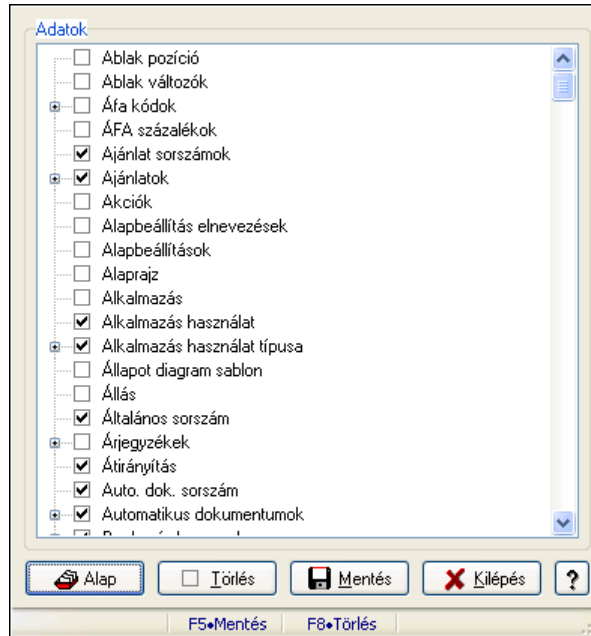 Adatok
Ablak pozíció
Ablak változók
Áfa kódok
ÁFA százalékok
Ajánlat sorszámok
Ajánlatok
Akciók
Alapbeállítás elnevezések
Alapbeállítások
Alaprajz
Alkalmazás
Alkalmazás használat
Alkalmazás használat típusa
Állapot diagram sablon
Állás
Általános sorszám
Árjegyzékek
Átirányítás
Auto. dok. sorszám
Automatikus dokumentumok
Alap Törlés Mentés Kilépés ?
F5•Mentés F8•Törlés